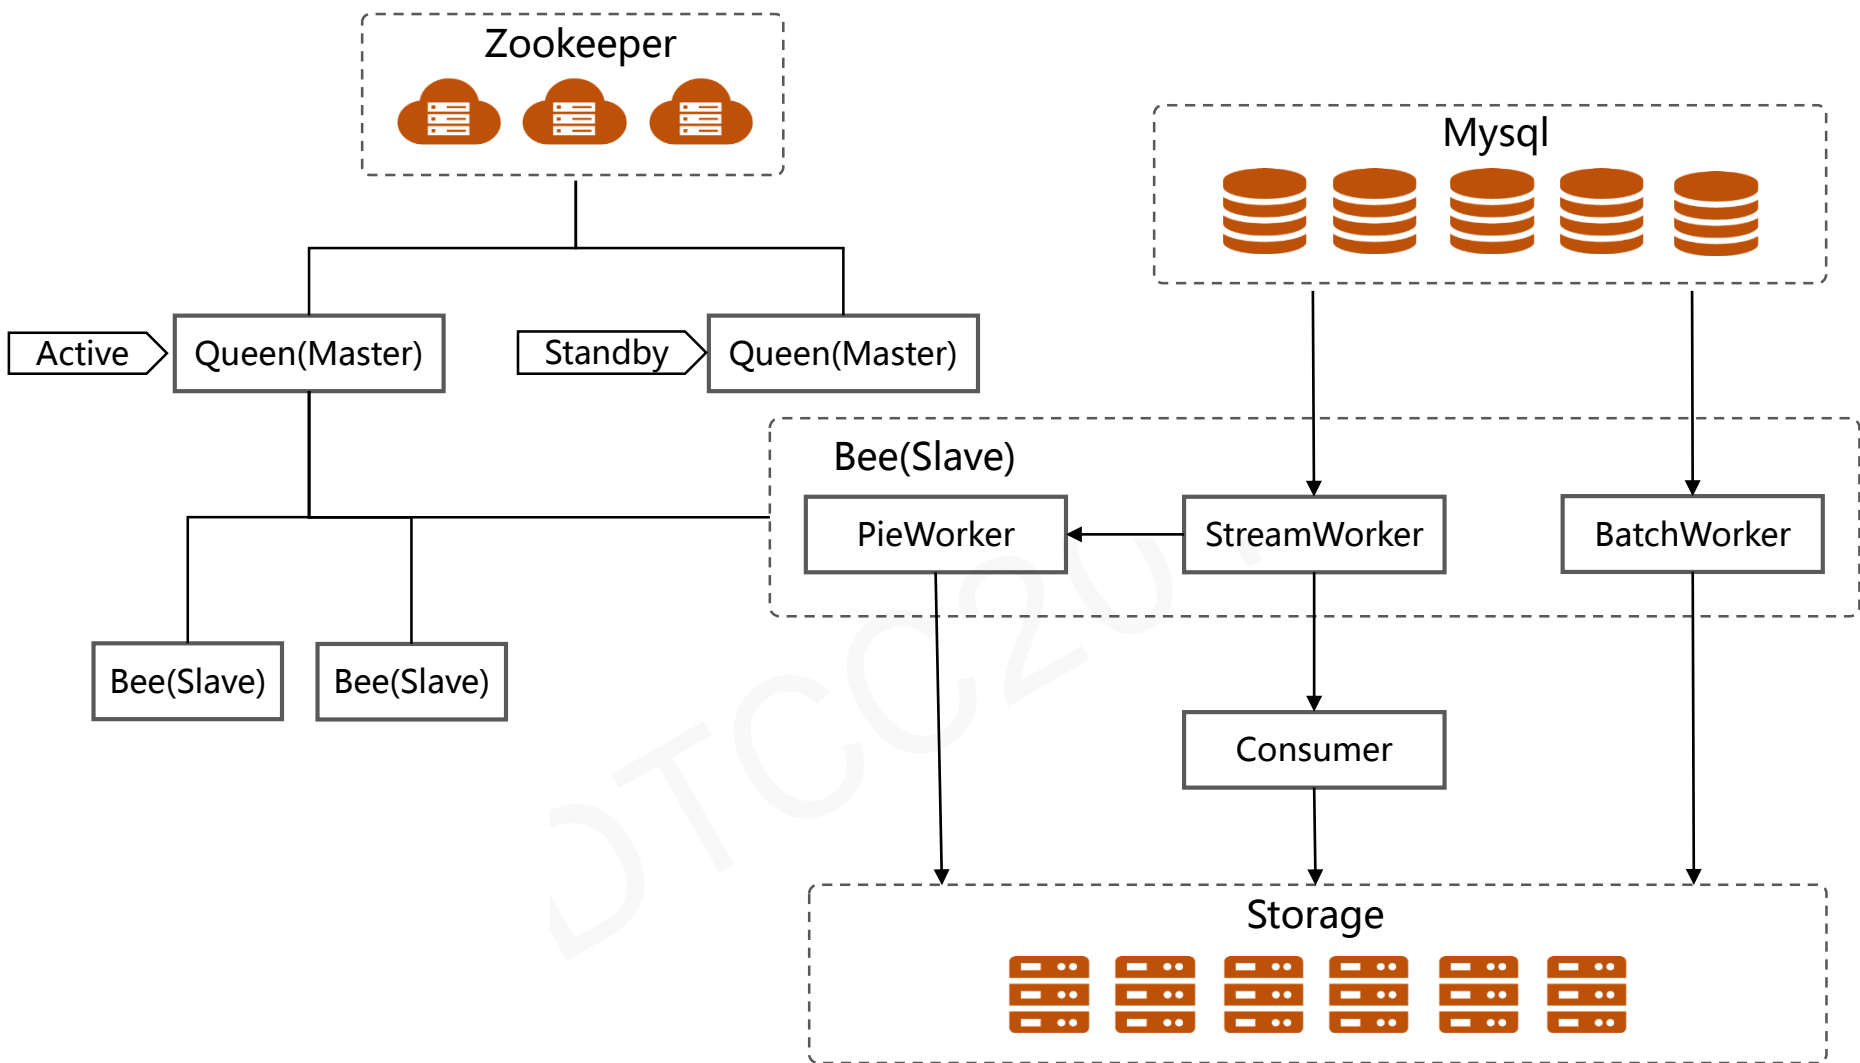 Zookeeper
Mysql
Active
Queen(Master)
Standby
Queen(Master)
Bee(Slave)
PieWorker
StreamWorker
BatchWorker
Bee(Slave)
Bee(Slave)
Consumer
Storage
DTCC20